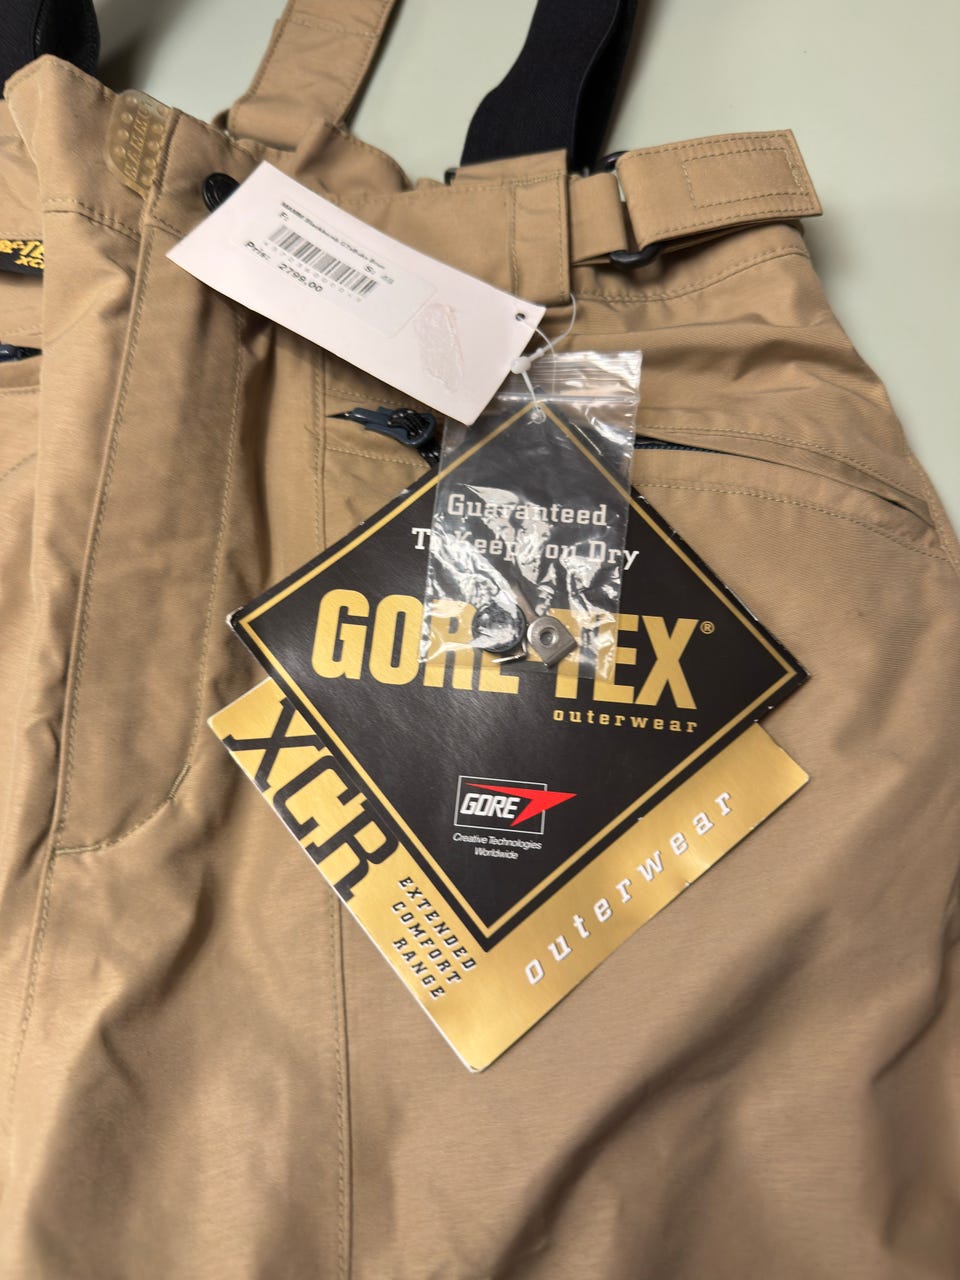 MAMMUT
F:
S:
Pris: 2799,00
Guaranteed
To Keep You Dry
GORE-TEX®
outerwear
GORE
Creative Technologies
Worldwide
XCR
EXTENDED
COMFORT
RANGE
outerwear